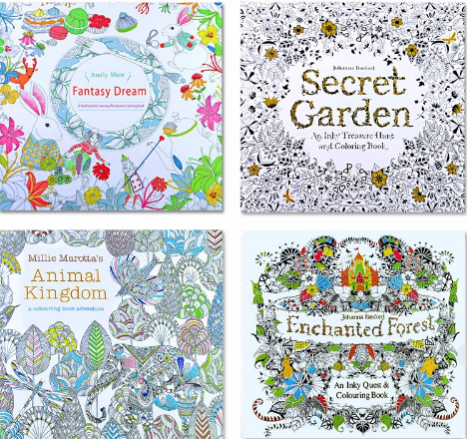 Amily Shen
Fantasy Dream
Johanna Basford
Secret
Garden
An Inky Treasure Hunt
and Coloring Book
Millie Marotta's
Animal
Kingdom
a colouring book adventure
Johanna Basford
Enchanted Forest
An Inky Quest &
Colouring Book